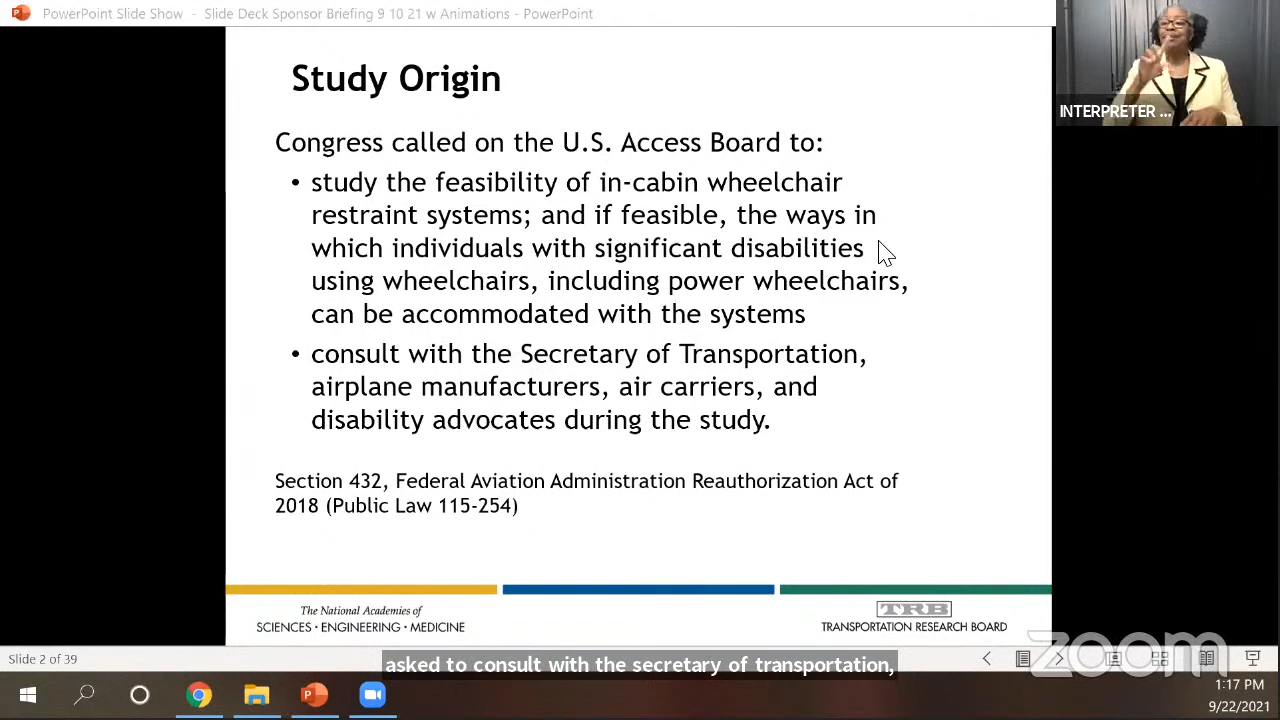 PowerPoint Slide Show - Slide Deck Sponsor Briefing 9 10 21 w Animations - PowerPoint
INTERPRETER ...
Study Origin
Congress called on the U.S. Access Board to:
• study the feasibility of in-cabin wheelchair
restraint systems; and if feasible, the ways in
which individuals with significant disabilities
using wheelchairs, including power wheelchairs,
can be accommodated with the systems
• consult with the Secretary of Transportation,
airplane manufacturers, air carriers, and
disability advocates during the study.
Section 432, Federal Aviation Administration Reauthorization Act of
2018 (Public Law 115-254)
The National Academies of
SCIENCES · ENGINEERING · MEDICINE
TRB
TRANSPORTATION RESEARCH BOARD
zoom
Slide 2 of 39
asked to consult with the secretary of transportation,
1:17 PM
9/22/2021